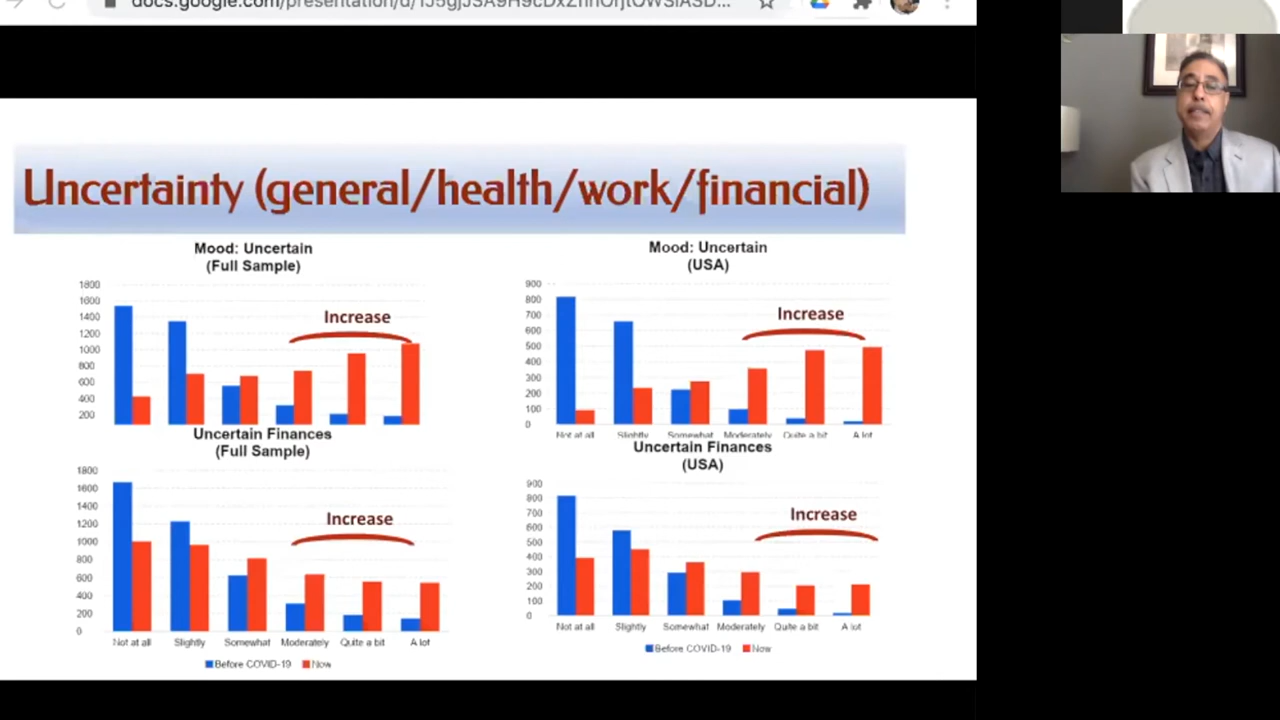 Uncertainty (general/health/work/financial)
Mood: Uncertain
(Full Sample)
1800
1600
1400
1200
1000
800
600
400
200
Increase
Mood: Uncertain
(USA)
900
800
700
600
500
400
300
200
100
0
Increase
Not at all Slightly Somewhat Moderately Quite a bit A lot
Uncertain Finances
(Full Sample)
1800
1600
1400
1200
1000
800
600
400
200
0
Increase
Not at all Slightly Somewhat Moderately Quite a bit A lot
Before COVID-19 Now
Uncertain Finances
(USA)
900
800
700
600
500
400
300
200
100
0
Increase
Not at all Slightly Somewhat Moderately Quite a bit A lot
Before COVID-19 Now